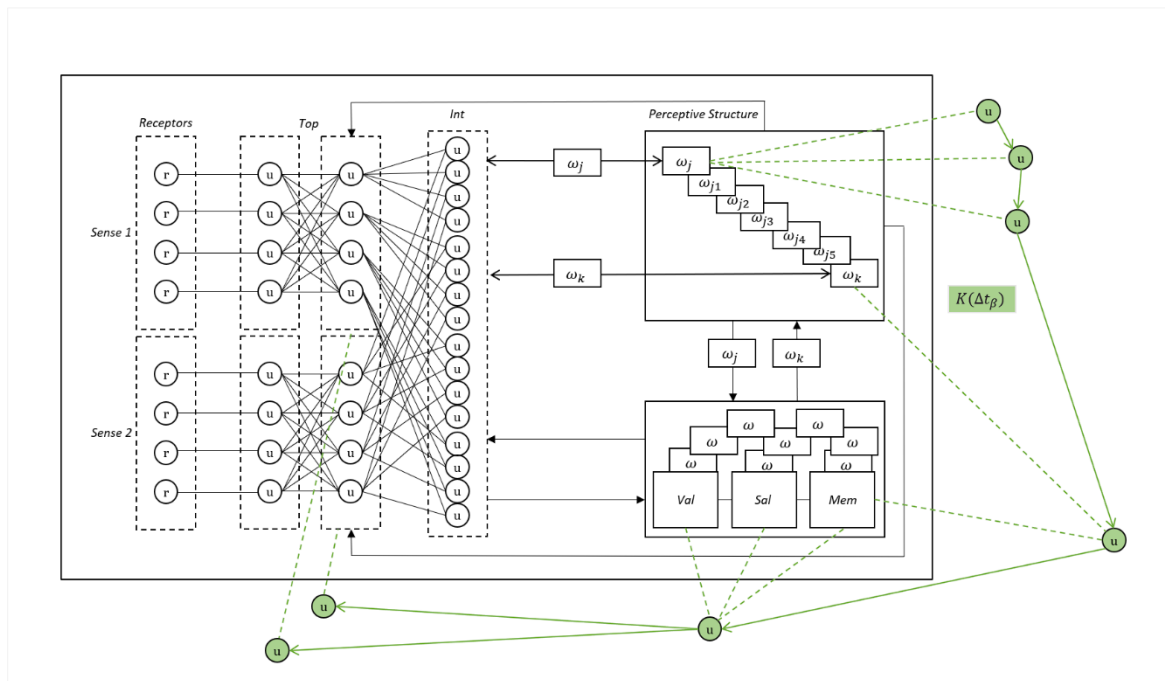 Receptors Top Int Perceptive Structure
u
u
r u u u ω_j ω_j u
u ω_j1
r u u u ω_j2 u
Sense 1 u ω_j3
r u u u ω_j4
u ω_k ω_j5
r u u u ω_k K(Δt_β)
u
u ω_j ω_k
r u u u
u
r u u u ω ω
Sense 2 u ω ω
r u u u ω ω ω
r u u u Val Sal Mem
u
u
u
u
u